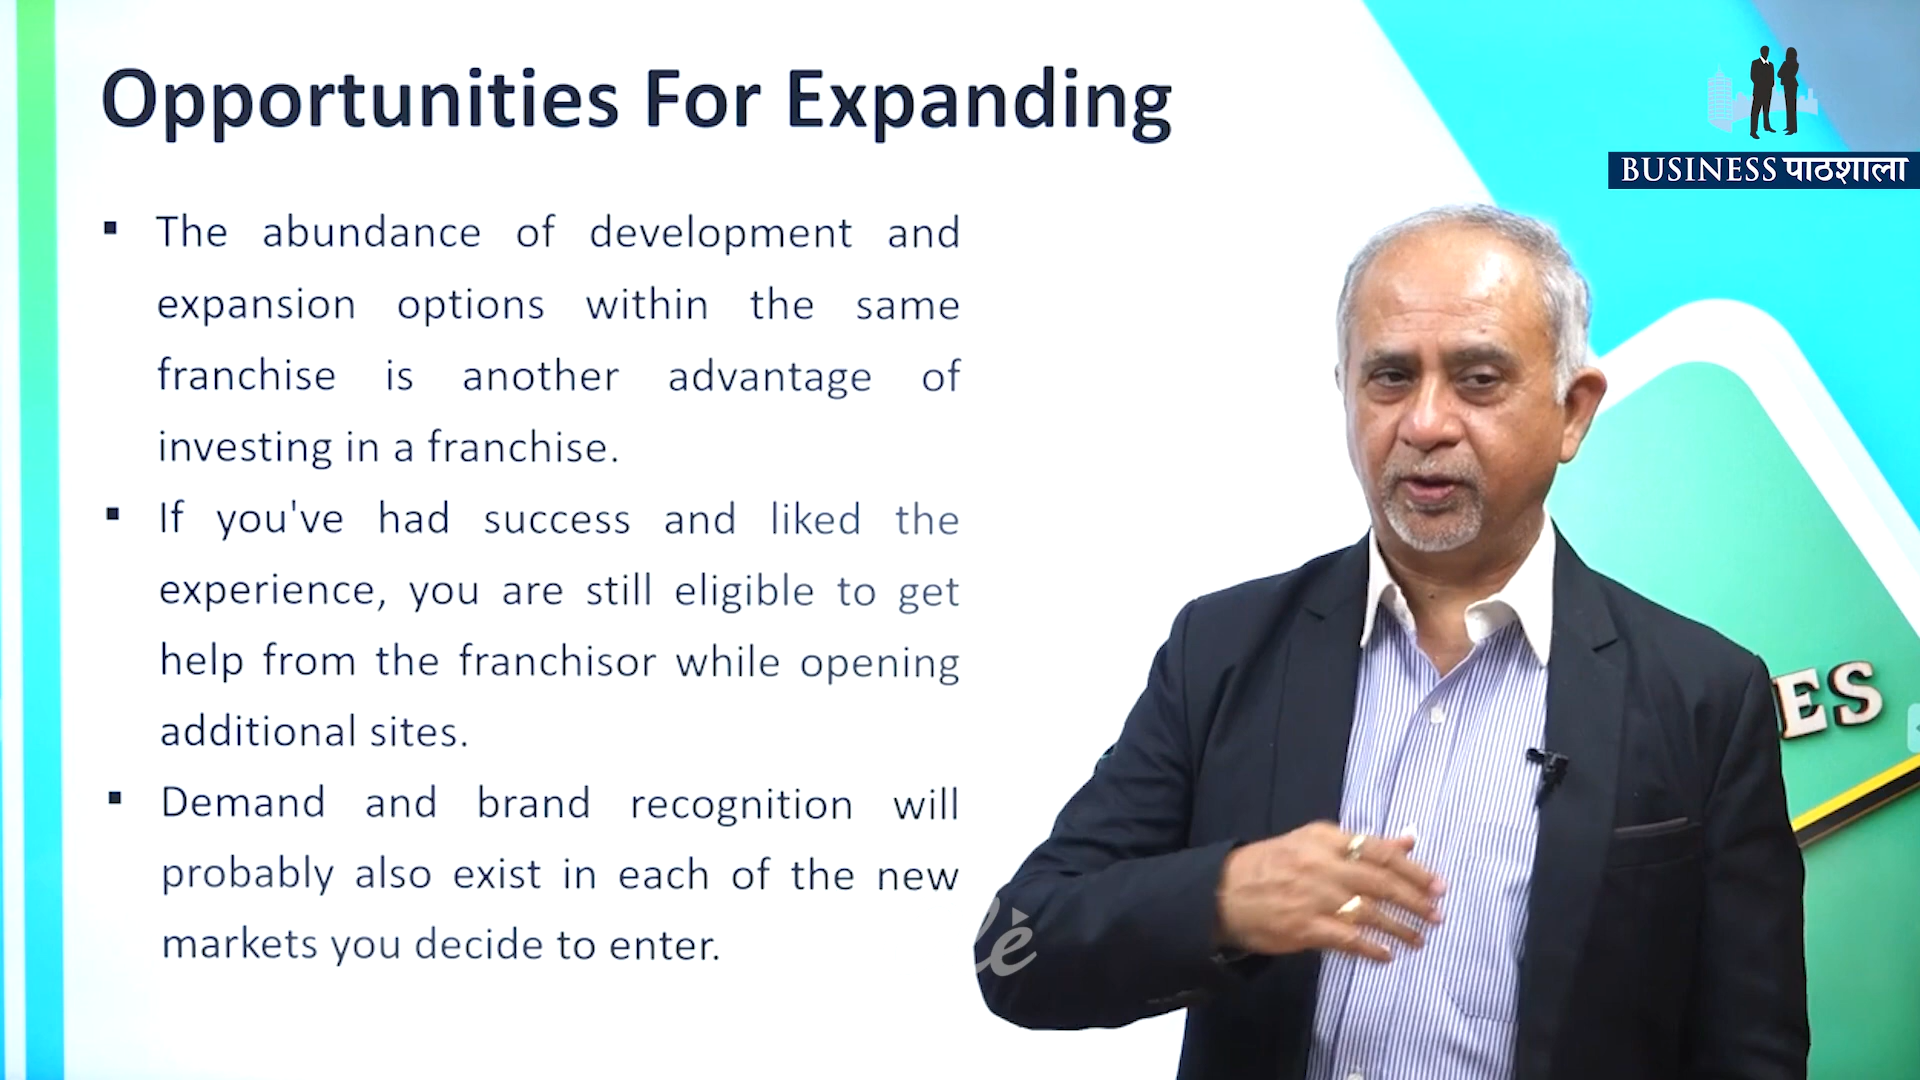 Opportunities For Expanding
BUSINESS पाठशाला
▪ The abundance of development and
expansion options within the same
franchise is another advantage of
investing in a franchise.
▪ If you've had success and liked the
experience, you are still eligible to get
help from the franchisor while opening
additional sites.
▪ Demand and brand recognition will
probably also exist in each of the new
markets you decide to enter.
ES